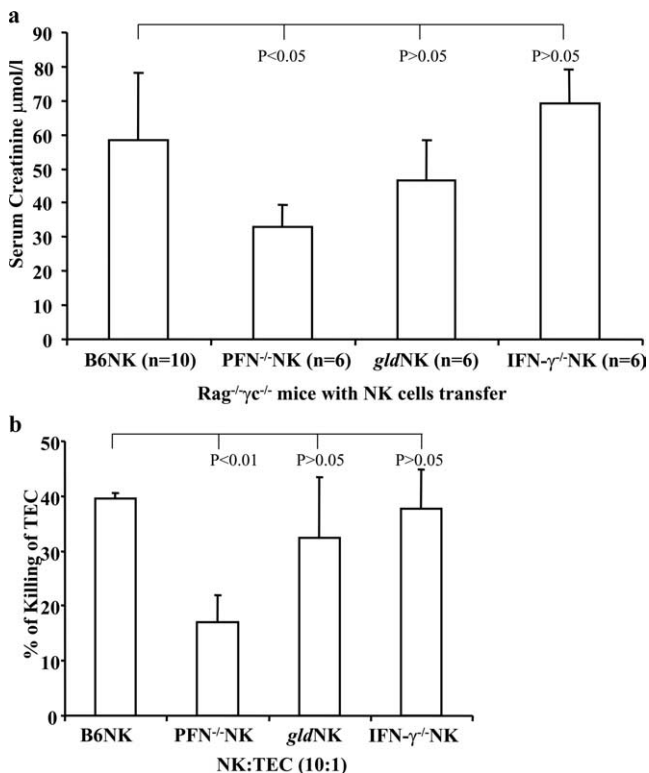 a
90
80
70
60
50
40
30
20
10
0
Serum Creatinine μmol/l
P<0.05 P>0.05 P>0.05
B6NK (n=10) PFN⁻/⁻NK (n=6) gldNK (n=6) IFN-γ⁻/⁻NK (n=6)
Rag⁻/⁻γc⁻/⁻ mice with NK cells transfer
b
50
40
30
20
10
0
% of Killing of TEC
P<0.01 P>0.05 P>0.05
B6NK PFN⁻/⁻NK gldNK IFN-γ⁻/⁻NK
NK:TEC (10:1)